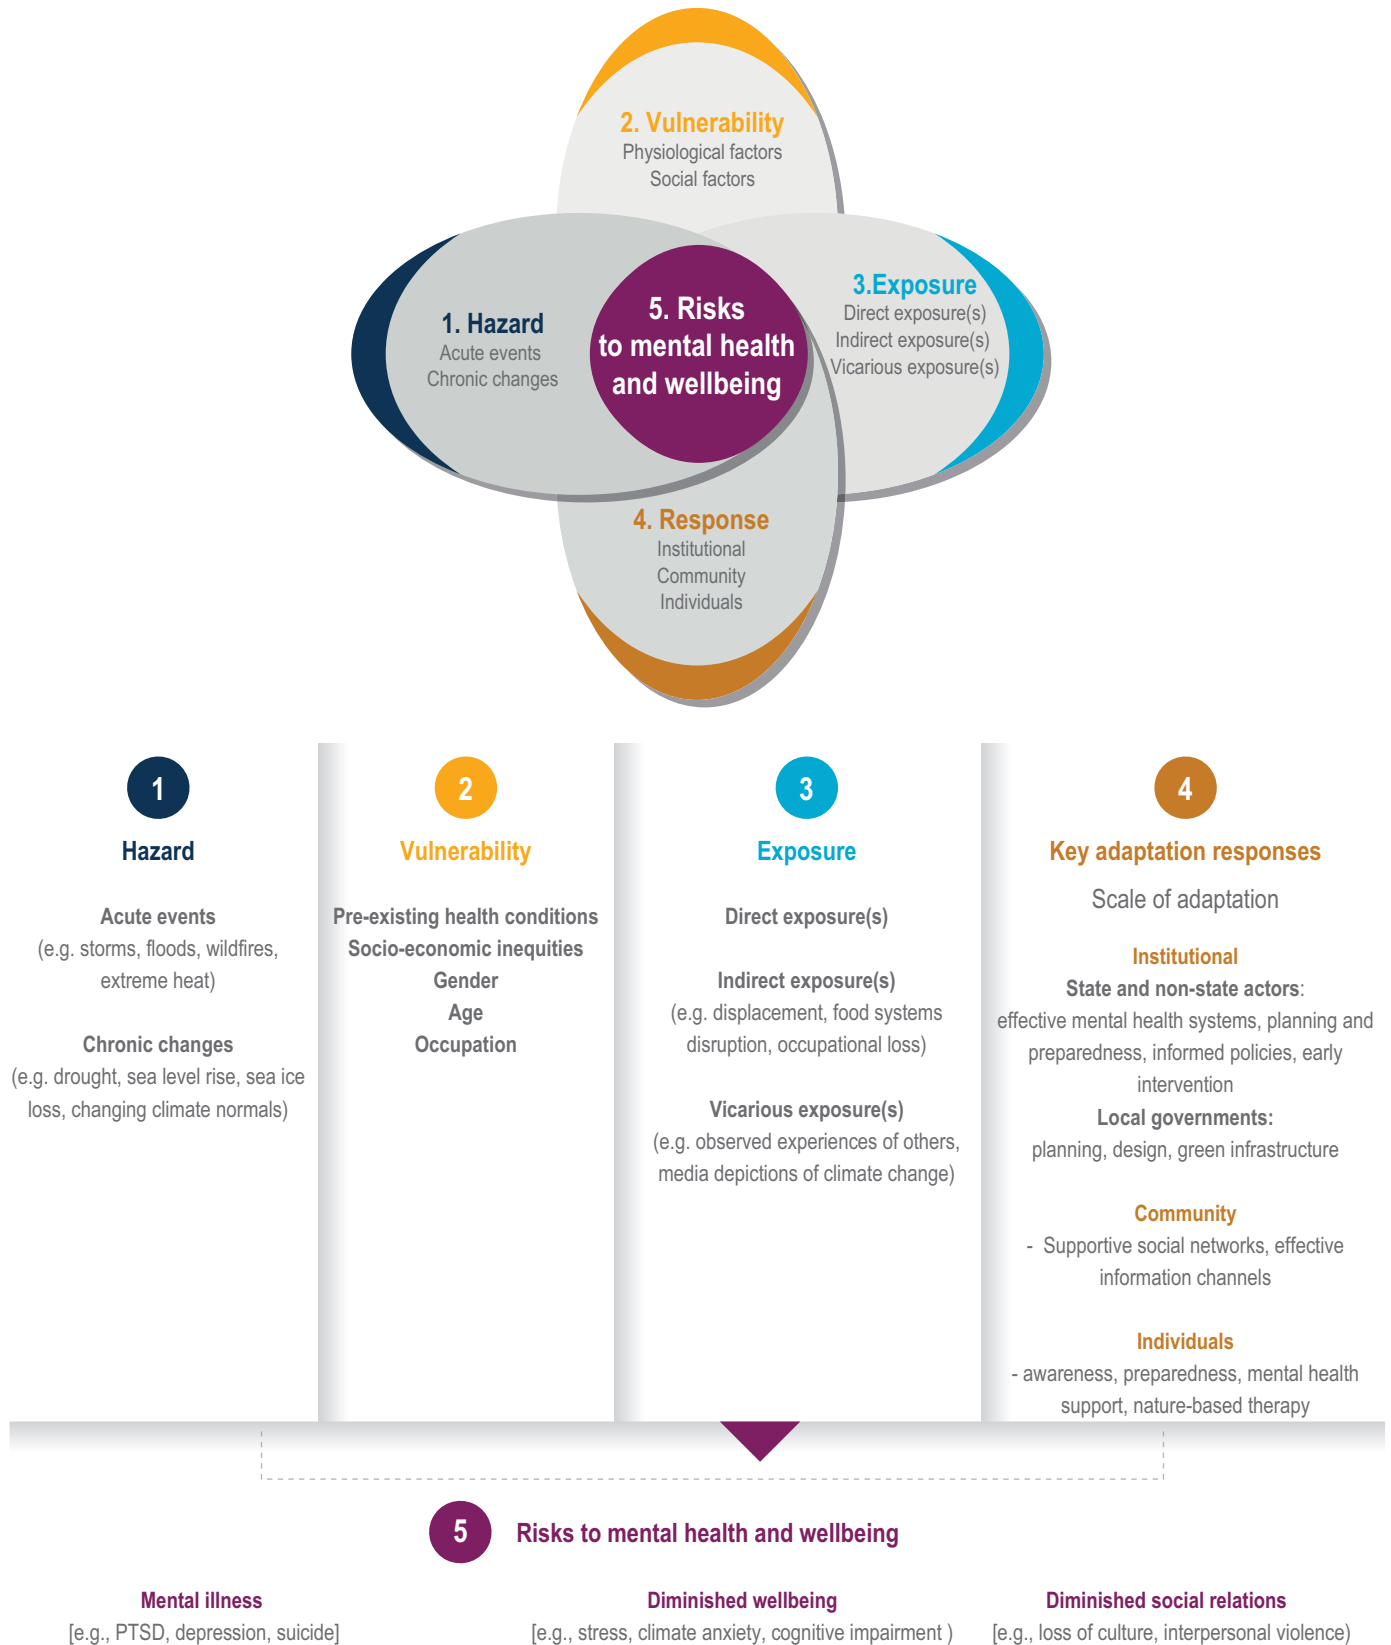 2. Vulnerability
Physiological factors
Social factors
1. Hazard
Acute events
Chronic changes
5. Risks
to mental health
and wellbeing
3.Exposure
Direct exposure(s)
Indirect exposure(s)
Vicarious exposure(s)
4. Response
Institutional
Community
Individuals
1
Hazard
Acute events
(e.g. storms, floods, wildfires,
extreme heat)
Chronic changes
(e.g. drought, sea level rise, sea ice
loss, changing climate normals)
2
Vulnerability
Pre-existing health conditions
Socio-economic inequities
Gender
Age
Occupation
3
Exposure
Direct exposure(s)
Indirect exposure(s)
(e.g. displacement, food systems
disruption, occupational loss)
Vicarious exposure(s)
(e.g. observed experiences of others,
media depictions of climate change)
4
Key adaptation responses
Scale of adaptation
Institutional
State and non-state actors:
effective mental health systems, planning and
preparedness, informed policies, early
intervention
Local governments:
planning, design, green infrastructure
Community
- Supportive social networks, effective
information channels
Individuals
- awareness, preparedness, mental health
support, nature-based therapy
5
Risks to mental health and wellbeing
Mental illness
[e.g., PTSD, depression, suicide]
Diminished wellbeing
[e.g., stress, climate anxiety, cognitive impairment )
Diminished social relations
[e.g., loss of culture, interpersonal violence)